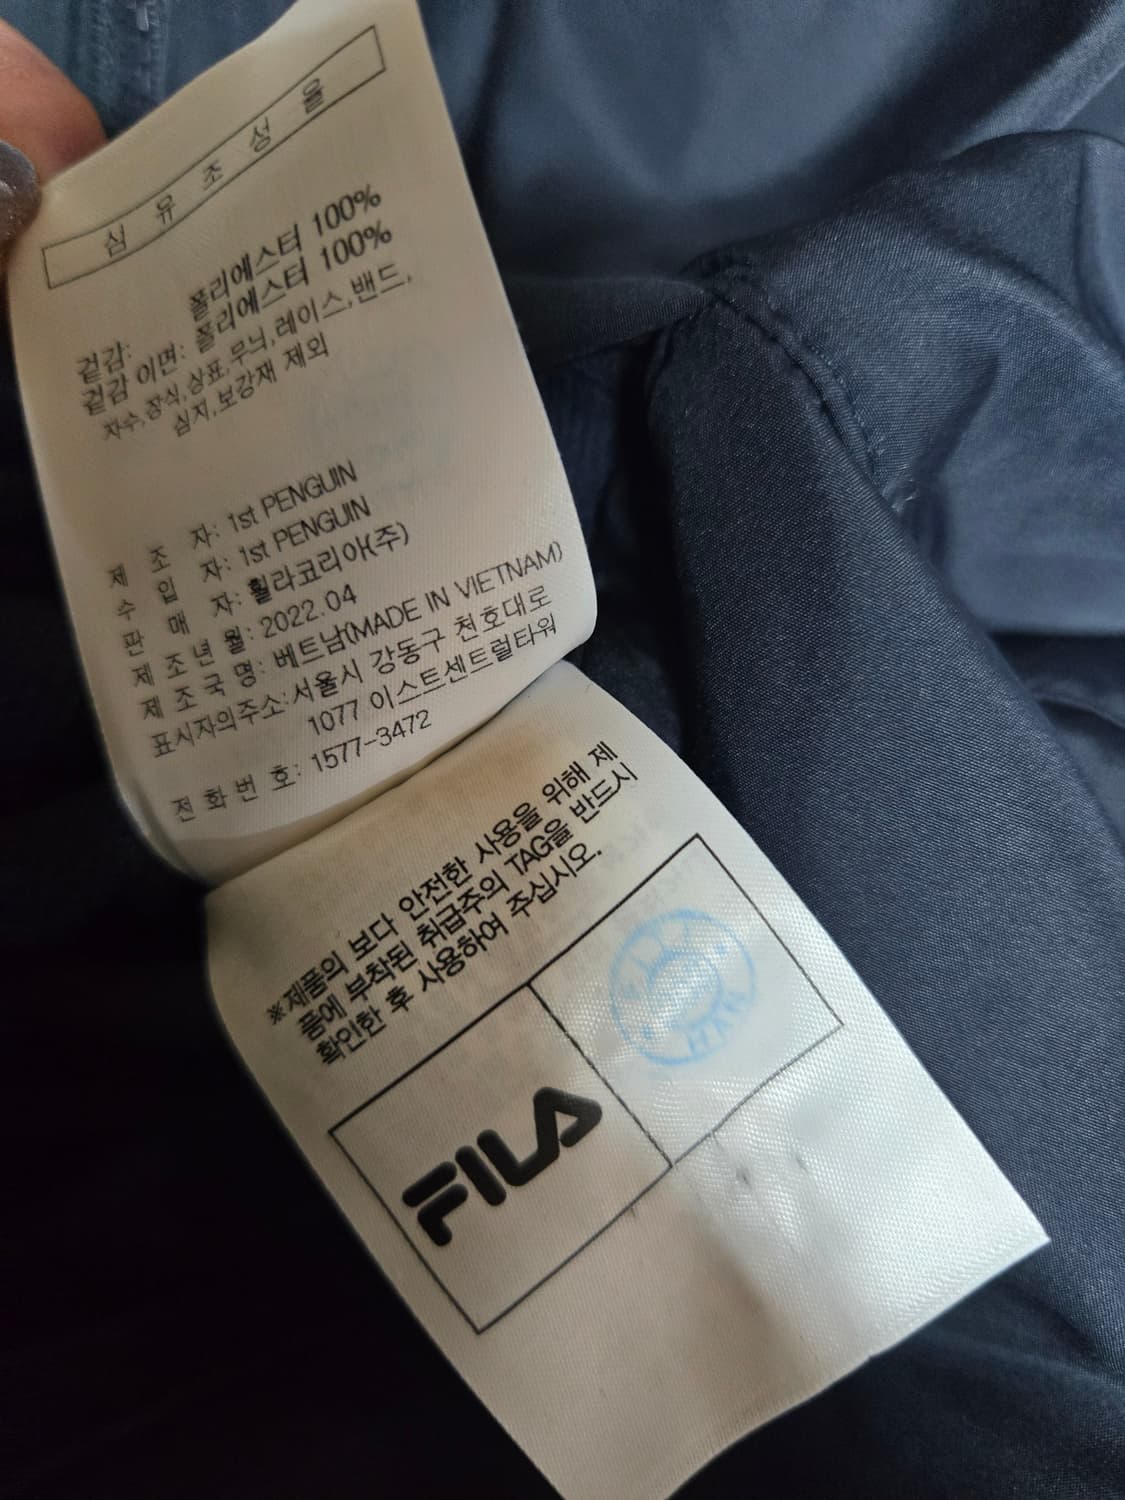 섬 유 조 성 율
겉감: 폴리에스터 100%
겉감 이면: 폴리에스터 100%
자수,장식,상표,무늬,레이스,밴드,
심지,보강재 제외
제 조 자: 1st PENGUIN
수 입 자: 1st PENGUIN
판 매 자: 휠라코리아(주)
제 조 년 월: 2022.04
제 조 국 명: 베트남(MADE IN VIETNAM)
표시자의주소:서울시 강동구 천호대로
1077 이스트센트럴타워
전 화 번 호: 1577-3472
※제품의 보다 안전한 사용을 위해 제
품에 부착된 취급주의 TAG을 반드시
확인한 후 사용하여 주십시오.
FILA